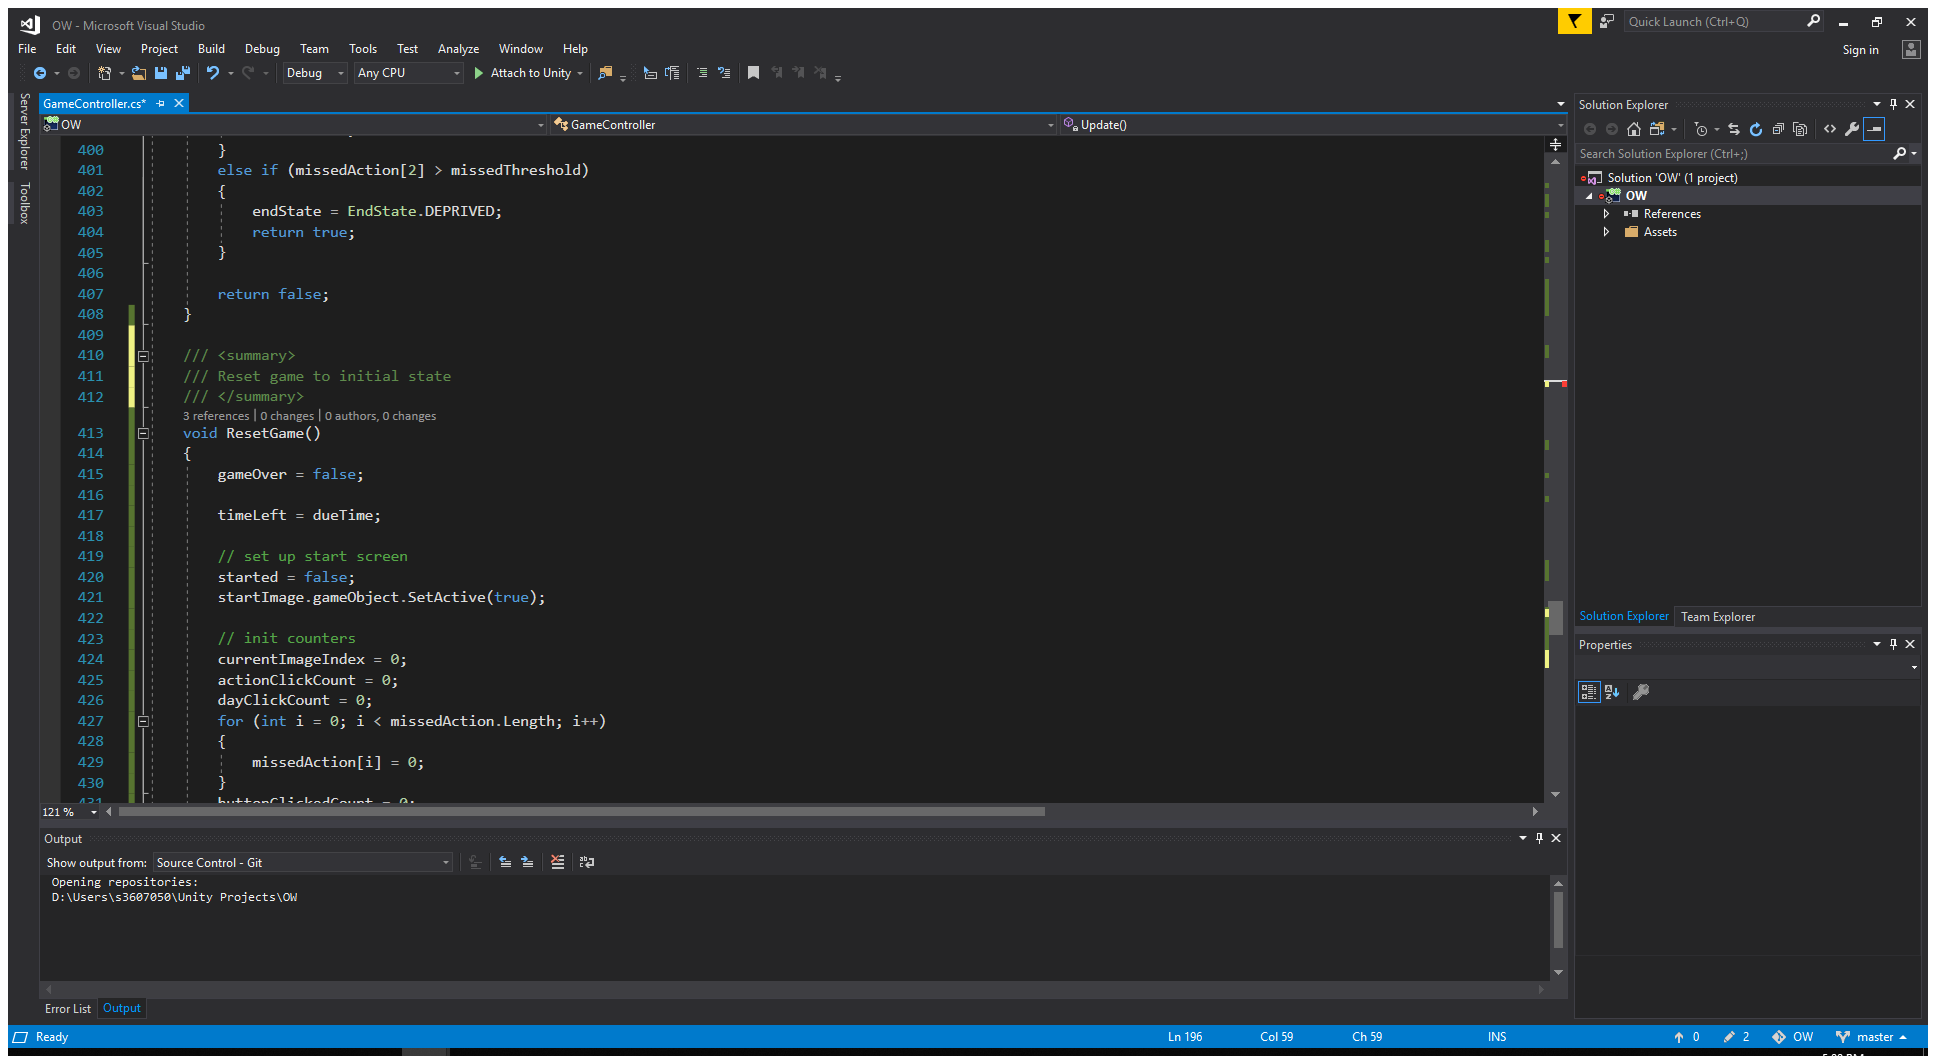 OW - Microsoft Visual Studio
Quick Launch (Ctrl+Q)
File Edit View Project Build Debug Team Tools Test Analyze Window Help
Sign in
Debug Any CPU Attach to Unity
Server Explorer
Toolbox
GameController.cs*
OW GameController Update()
400 }
401 else if (missedAction[2] > missedThreshold)
402 {
403 endState = EndState.DEPRIVED;
404 return true;
405 }
406
407 return false;
408 }
409
410 /// <summary>
411 /// Reset game to initial state
412 /// </summary>
3 references | 0 changes | 0 authors, 0 changes
413 void ResetGame()
414 {
415 gameOver = false;
416
417 timeLeft = dueTime;
418
419 // set up start screen
420 started = false;
421 startImage.gameObject.SetActive(true);
422
423 // init counters
424 currentImageIndex = 0;
425 actionClickCount = 0;
426 dayClickCount = 0;
427 for (int i = 0; i < missedAction.Length; i++)
428 {
429 missedAction[i] = 0;
430 }
431 buttonClickedCount = 0;
121 %
Output
Show output from: Source Control - Git
Opening repositories:
D:\Users\s3607050\Unity Projects\OW
Error List Output
Solution Explorer
Search Solution Explorer (Ctrl+;)
Solution 'OW' (1 project)
OW
References
Assets
Solution Explorer Team Explorer
Properties
Ready Ln 196 Col 59 Ch 59 INS 0 2 OW master